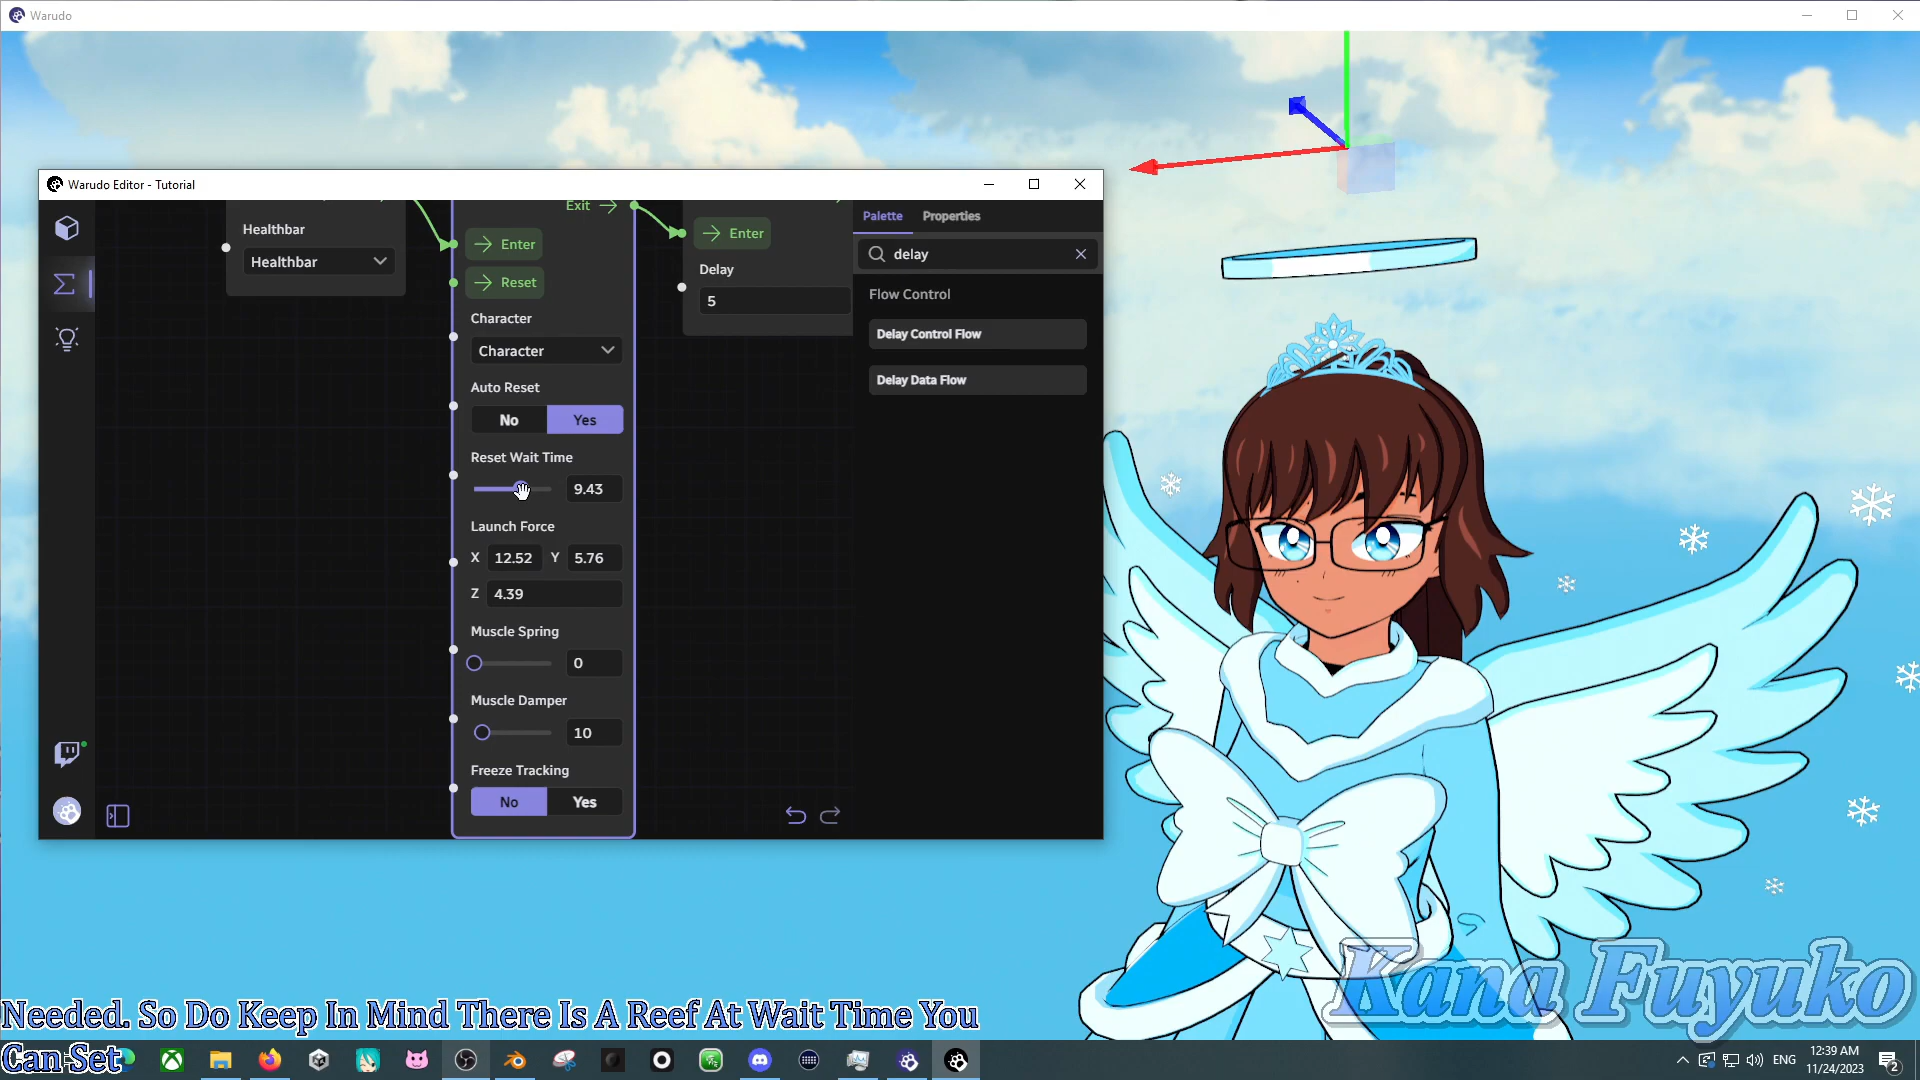 Warudo
Warudo Editor - Tutorial
Healthbar
Healthbar
Exit
Enter
Reset
Character
Character
Auto Reset
No Yes
Reset Wait Time
9.43
Launch Force
X 12.52 Y 5.76
Z 4.39
Muscle Spring
0
Muscle Damper
10
Freeze Tracking
No Yes
Enter
Delay
5
Palette Properties
delay
Flow Control
Delay Control Flow
Delay Data Flow
Kana Fuyuko
Needed. So Do Keep In Mind There Is A Reef At Wait Time You
Can Set
ENG
12:39 AM
11/24/2023
2